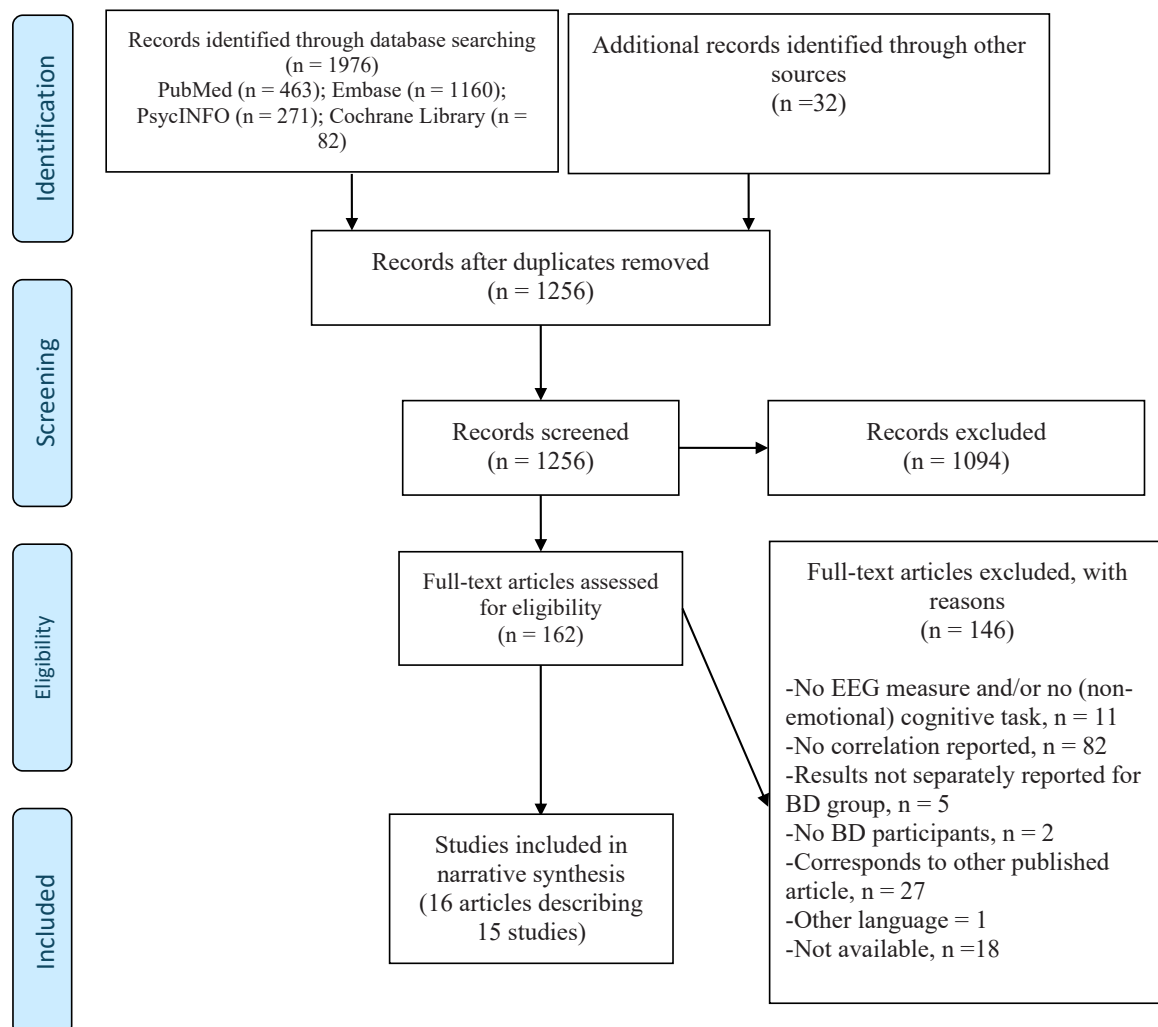 Identification
Records identified through database searching
(n = 1976)
PubMed (n = 463); Embase (n = 1160);
PsycINFO (n = 271); Cochrane Library (n =
82)
Additional records identified through other
sources
(n =32)
Records after duplicates removed
(n = 1256)
Screening
Records screened
(n = 1256)
Records excluded
(n = 1094)
Eligibility
Full-text articles assessed
for eligibility
(n = 162)
Full-text articles excluded, with
reasons
(n = 146)
-No EEG measure and/or no (non-
emotional) cognitive task, n = 11
-No correlation reported, n = 82
-Results not separately reported for
BD group, n = 5
-No BD participants, n = 2
-Corresponds to other published
article, n = 27
-Other language = 1
-Not available, n =18
Included
Studies included in
narrative synthesis
(16 articles describing
15 studies)